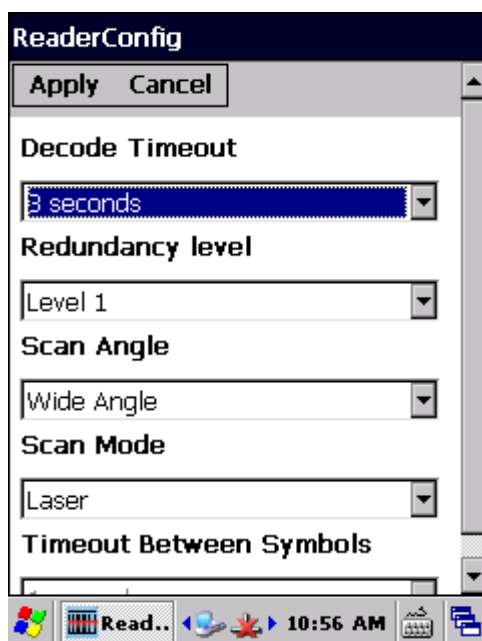 ReaderConfig
Apply Cancel
Decode Timeout
3 seconds
Redundancy level
Level 1
Scan Angle
Wide Angle
Scan Mode
Laser
Timeout Between Symbols
Read.. 10:56 AM